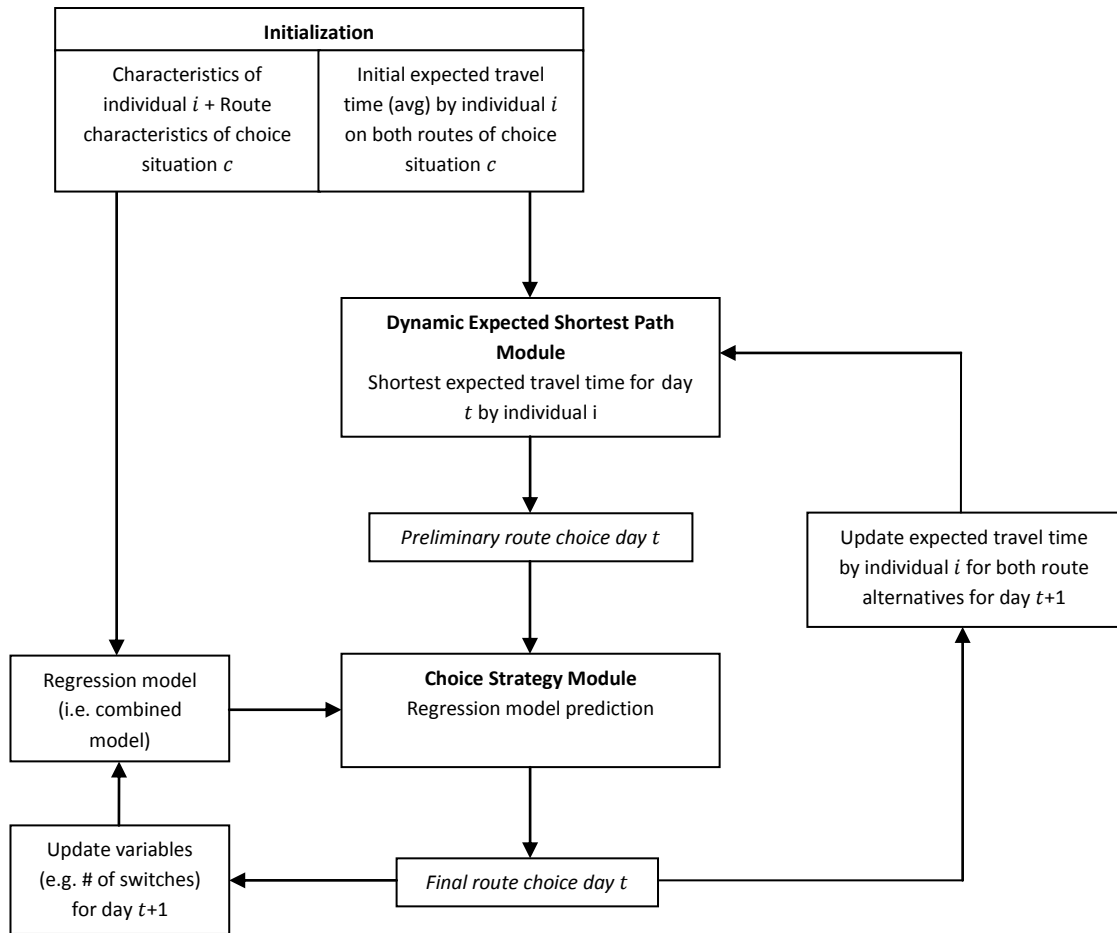 Initialization
Characteristics of
individual i + Route
characteristics of choice
situation c
Initial expected travel
time (avg) by individual i
on both routes of choice
situation c
Dynamic Expected Shortest Path
Module
Shortest expected travel time for day
t by individual i
Preliminary route choice day t
Update expected travel time
by individual i for both route
alternatives for day t+1
Regression model
(i.e. combined
model)
Choice Strategy Module
Regression model prediction
Update variables
(e.g. # of switches)
for day t+1
Final route choice day t